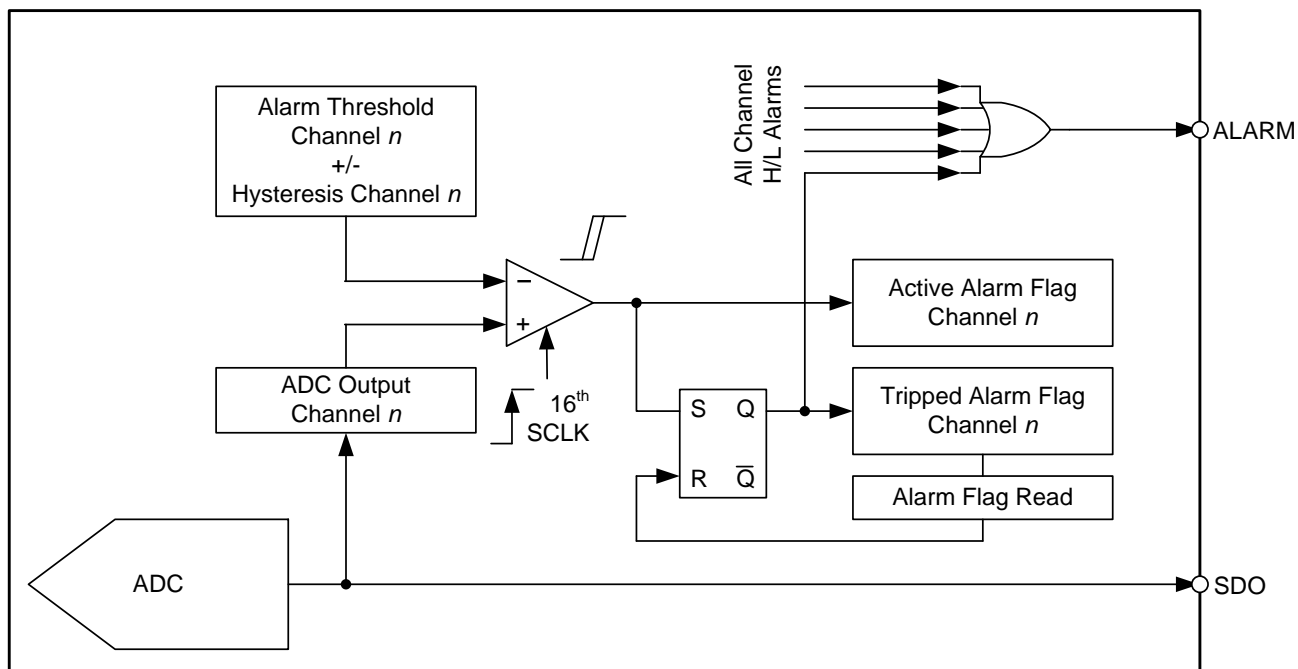 Alarm Threshold
Channel n
+/-
Hysteresis Channel n
All Channel
H/L Alarms
ALARM
−
+
Active Alarm Flag
Channel n
ADC Output
Channel n
16th
SCLK
S Q
R Q̅
Tripped Alarm Flag
Channel n
Alarm Flag Read
ADC
SDO